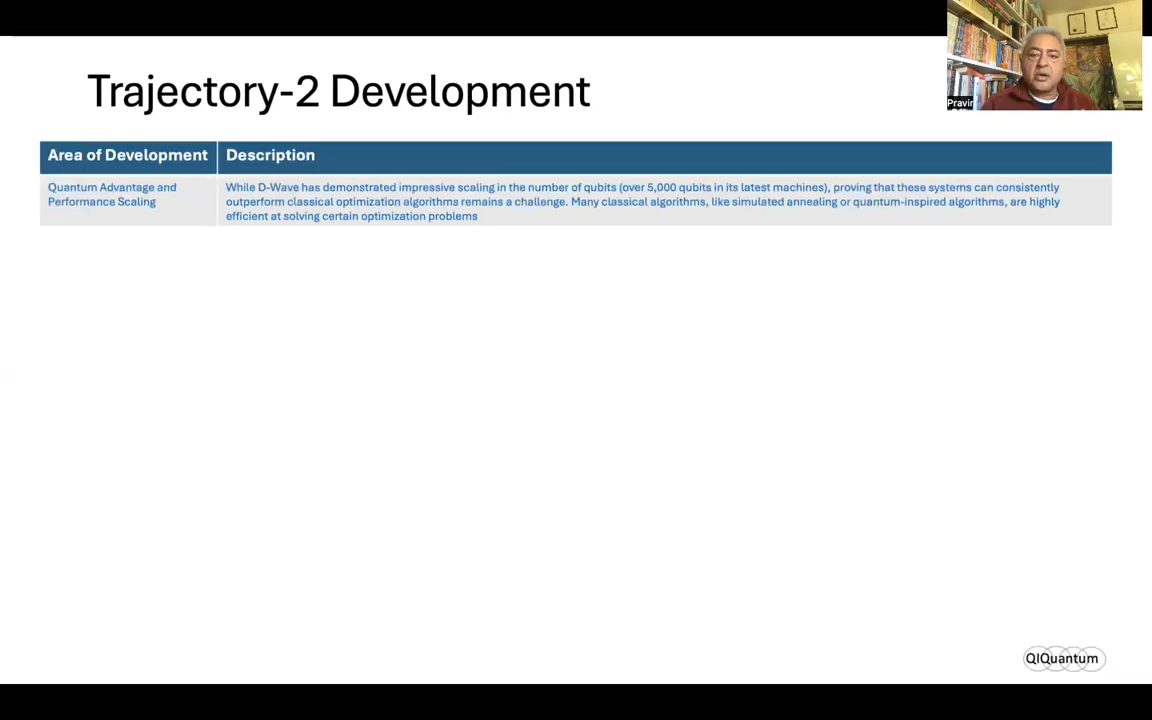 Trajectory-2 Development
Pravin
Area of Development
Description
Quantum Advantage and
Performance Scaling
While D-Wave has demonstrated impressive scaling in the number of qubits (over 5,000 qubits in its latest machines), proving that these systems can consistently
outperform classical optimization algorithms remains a challenge. Many classical algorithms, like simulated annealing or quantum-inspired algorithms, are highly
efficient at solving certain optimization problems
QIQuantum